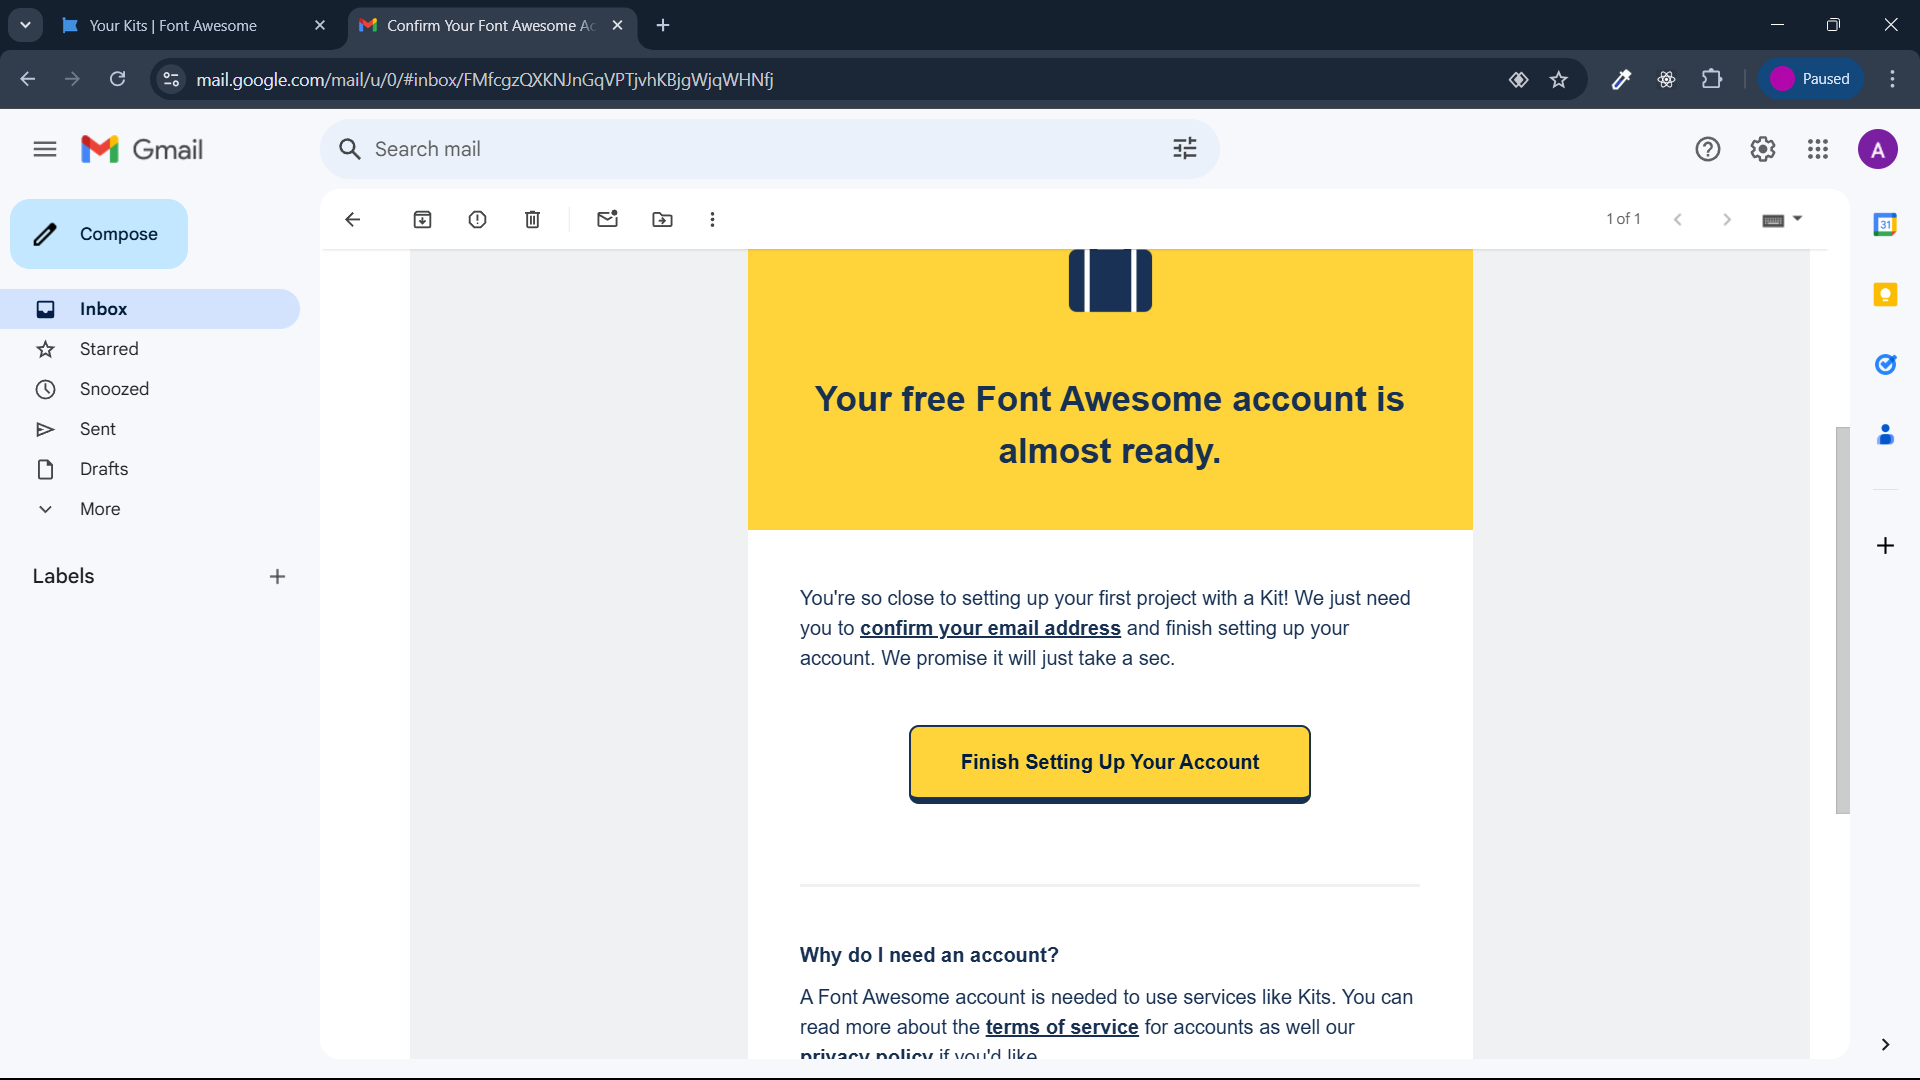 Your Kits | Font Awesome
Confirm Your Font Awesome Ac
mail.google.com/mail/u/0/#inbox/FMfcgzQXKNJnGqVPTjvhKBjgWjqWHNfj
Paused
Gmail
Search mail
A
Compose
1 of 1
31
Inbox
Starred
Snoozed
Sent
Drafts
More
Labels
Your free Font Awesome account is
almost ready.
You're so close to setting up your first project with a Kit! We just need
you to confirm your email address and finish setting up your
account. We promise it will just take a sec.
Finish Setting Up Your Account
Why do I need an account?
A Font Awesome account is needed to use services like Kits. You can
read more about the terms of service for accounts as well our
privacy policy if you'd like